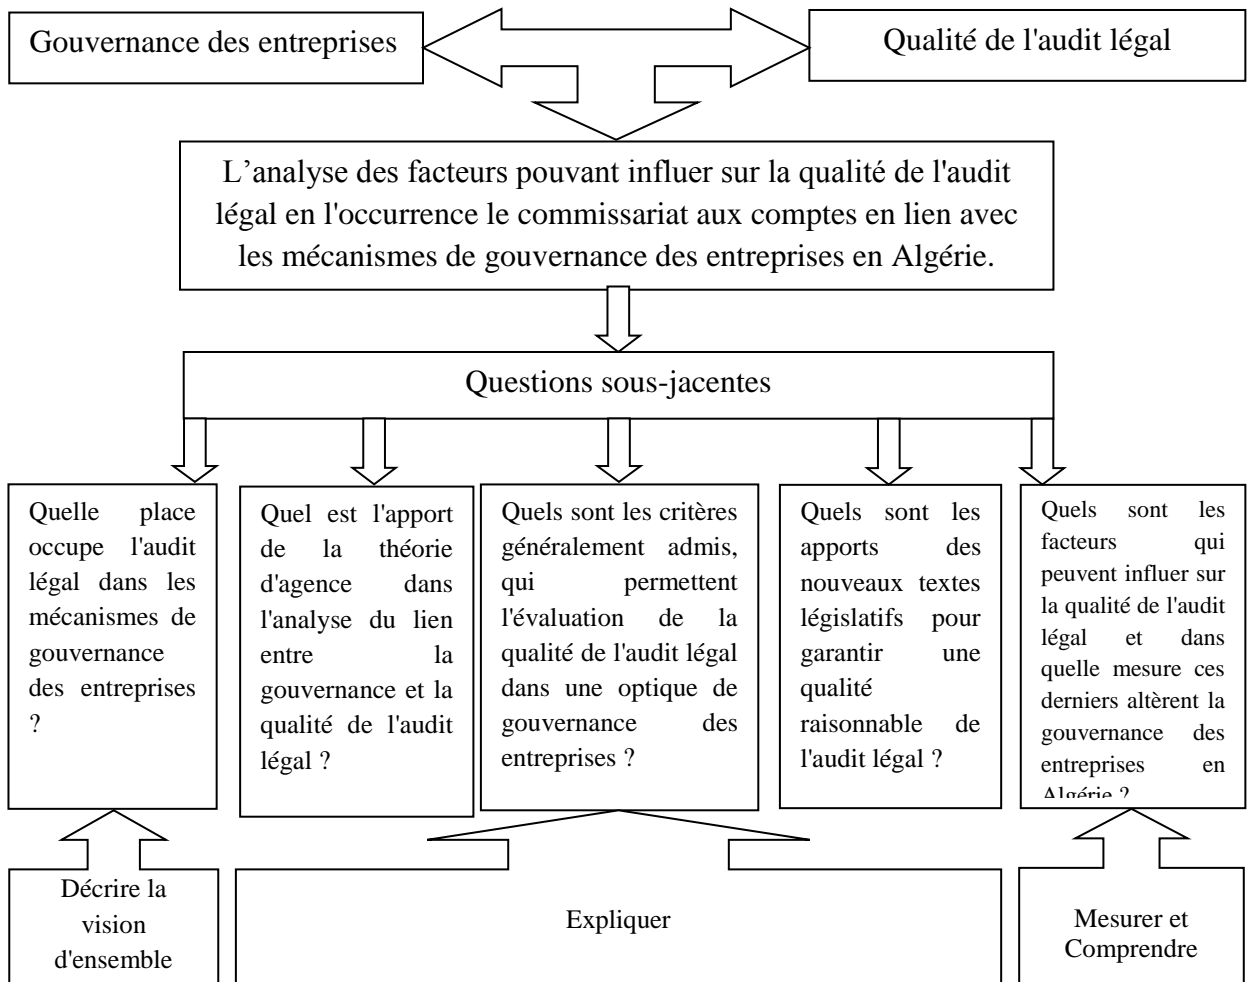 Gouvernance des entreprises
Qualité de l'audit légal
L’analyse des facteurs pouvant influer sur la qualité de l'audit
légal en l'occurrence le commissariat aux comptes en lien avec
les mécanismes de gouvernance des entreprises en Algérie.
Questions sous-jacentes
Quelle place
occupe l'audit
légal dans les
mécanismes de
gouvernance
des entreprises
?
Quel est l'apport
de la théorie
d'agence dans
l'analyse du lien
entre la
gouvernance et la
qualité de l'audit
légal ?
Quels sont les critères
généralement admis,
qui permettent
l'évaluation de la
qualité de l'audit légal
dans une optique de
gouvernance des
entreprises ?
Quels sont les
apports des
nouveaux textes
législatifs pour
garantir une
qualité
raisonnable de
l'audit légal ?
Quels sont les
facteurs qui
peuvent influer sur
la qualité de l'audit
légal et dans
quelle mesure ces
derniers altèrent la
gouvernance des
entreprises en
Algérie ?
Décrire la
vision
d'ensemble
Expliquer
Mesurer et
Comprendre